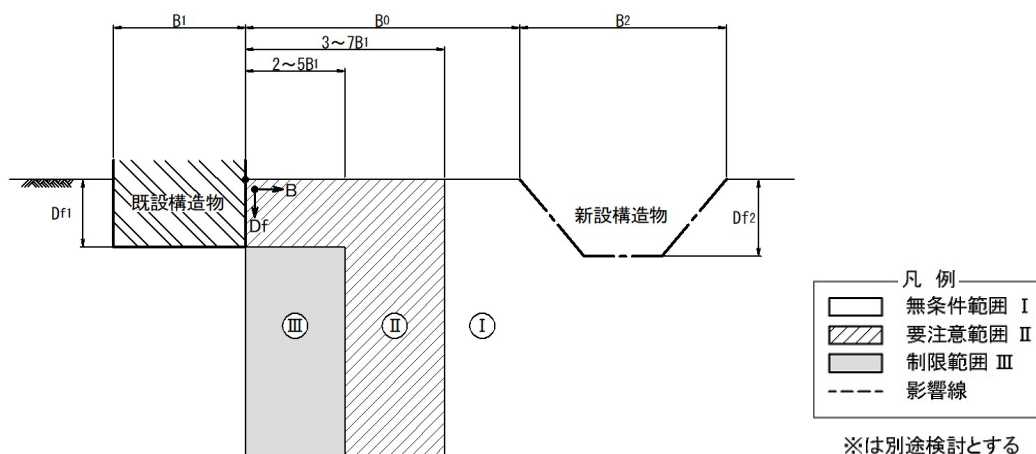 B1
B0
B2
3～7B1
2～5B1
Df1
既設構造物
B
Df
新設構造物
Df2
Ⅲ
Ⅱ
Ⅰ
凡 例
無条件範囲 Ⅰ
要注意範囲 Ⅱ
制限範囲 Ⅲ
影響線
※は別途検討とする